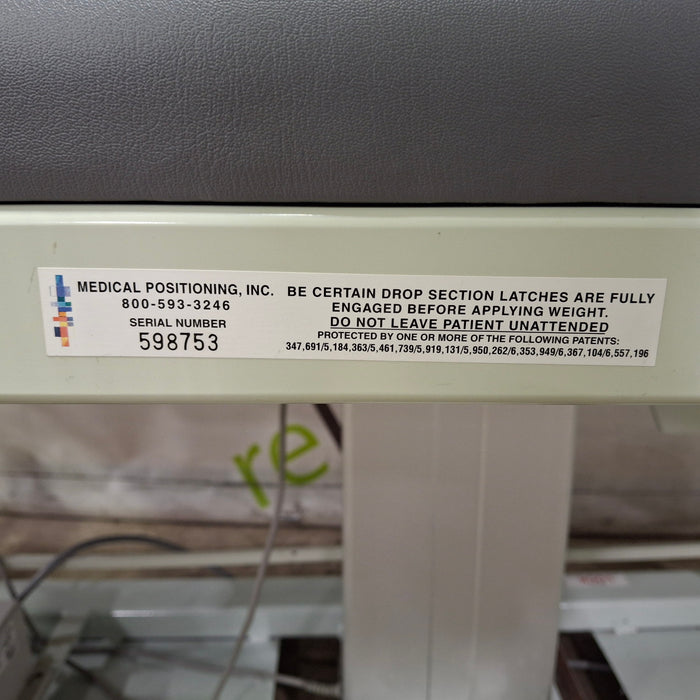 MEDICAL POSITIONING, INC.
800-593-3246
SERIAL NUMBER
598753
BE CERTAIN DROP SECTION LATCHES ARE FULLY
ENGAGED BEFORE APPLYING WEIGHT.
DO NOT LEAVE PATIENT UNATTENDED
PROTECTED BY ONE OR MORE OF THE FOLLOWING PATENTS:
347,691/5,184,363/5,461,739/5,919,131/5,950,262/6,353,949/6,367,104/6,557,196
re